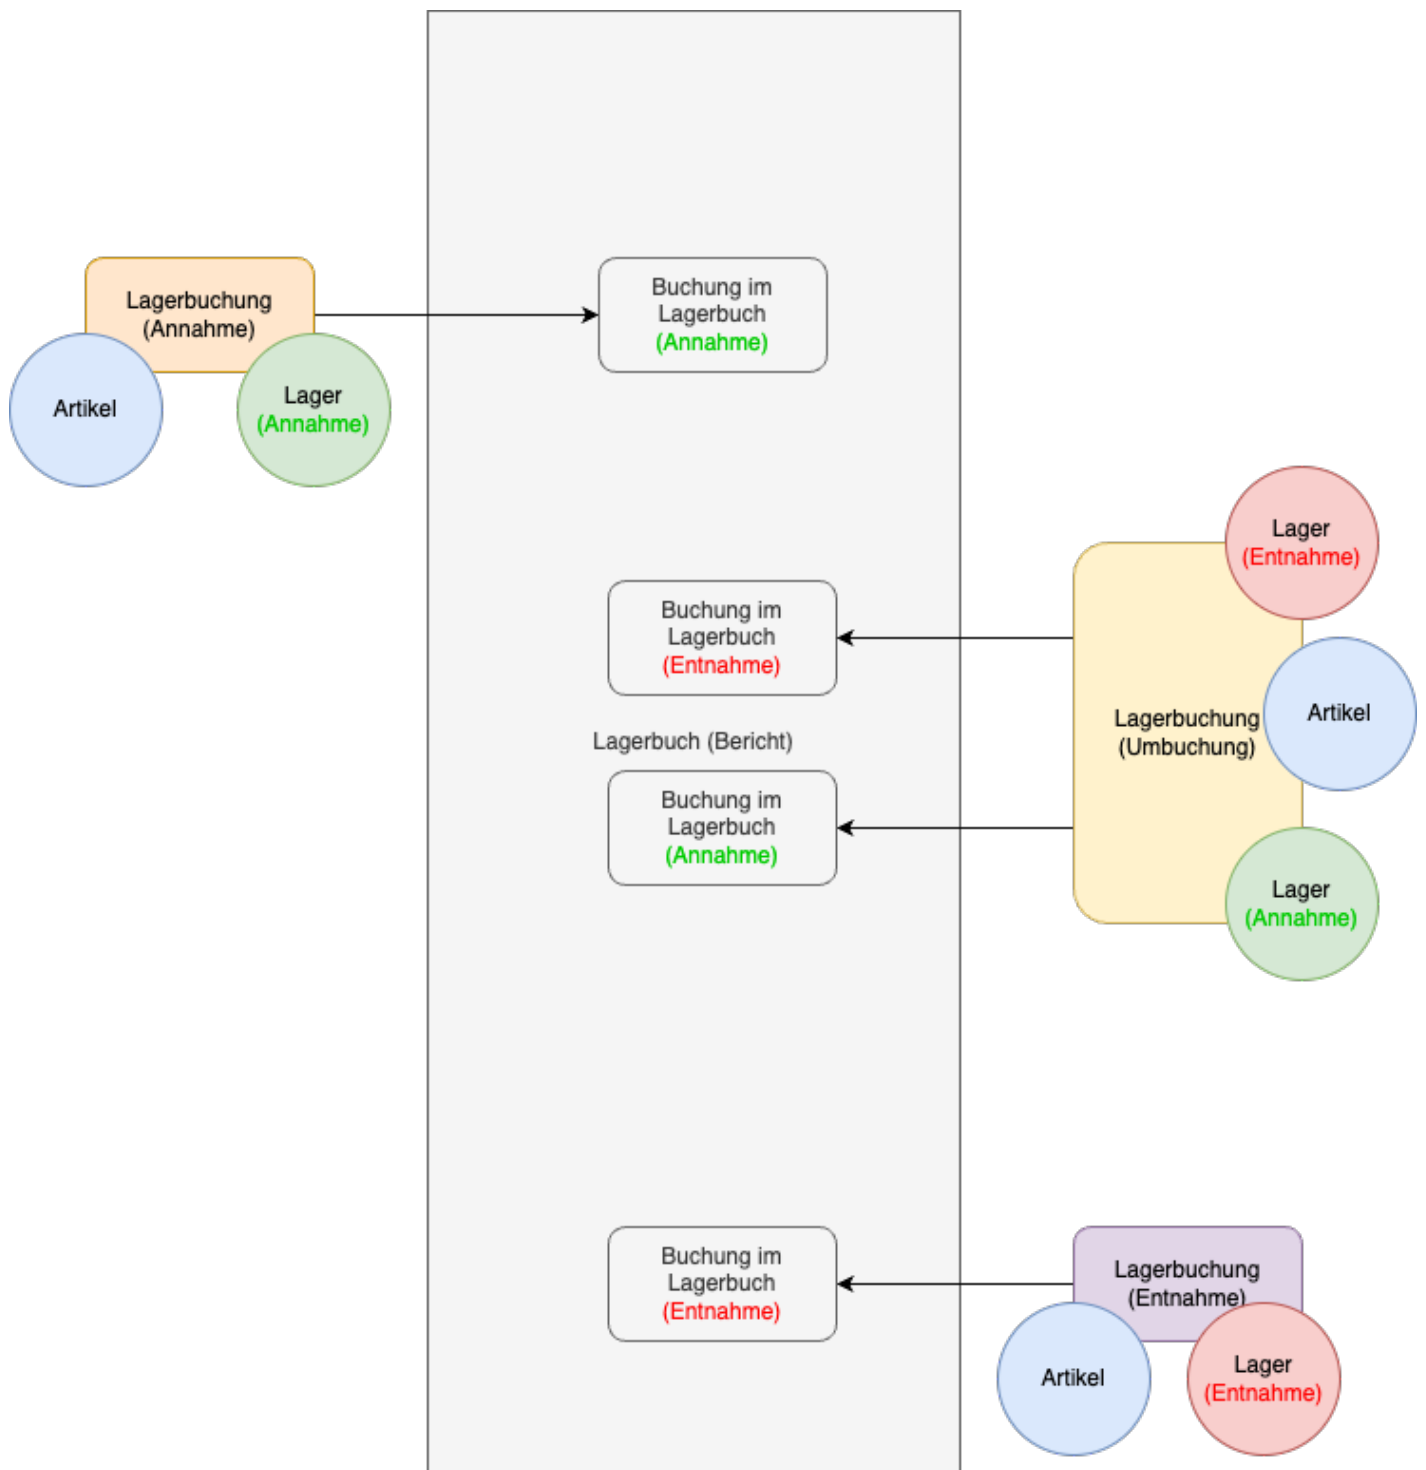 Lagerbuchung
(Annahme)
Artikel
Lager
(Annahme)
Buchung im
Lagerbuch
(Annahme)
Lager
(Entnahme)
Buchung im
Lagerbuch
(Entnahme)
Artikel
Lagerbuchung
(Umbuchung)
Lagerbuch (Bericht)
Buchung im
Lagerbuch
(Annahme)
Lager
(Annahme)
Buchung im
Lagerbuch
(Entnahme)
Lagerbuchung
(Entnahme)
Artikel
Lager
(Entnahme)